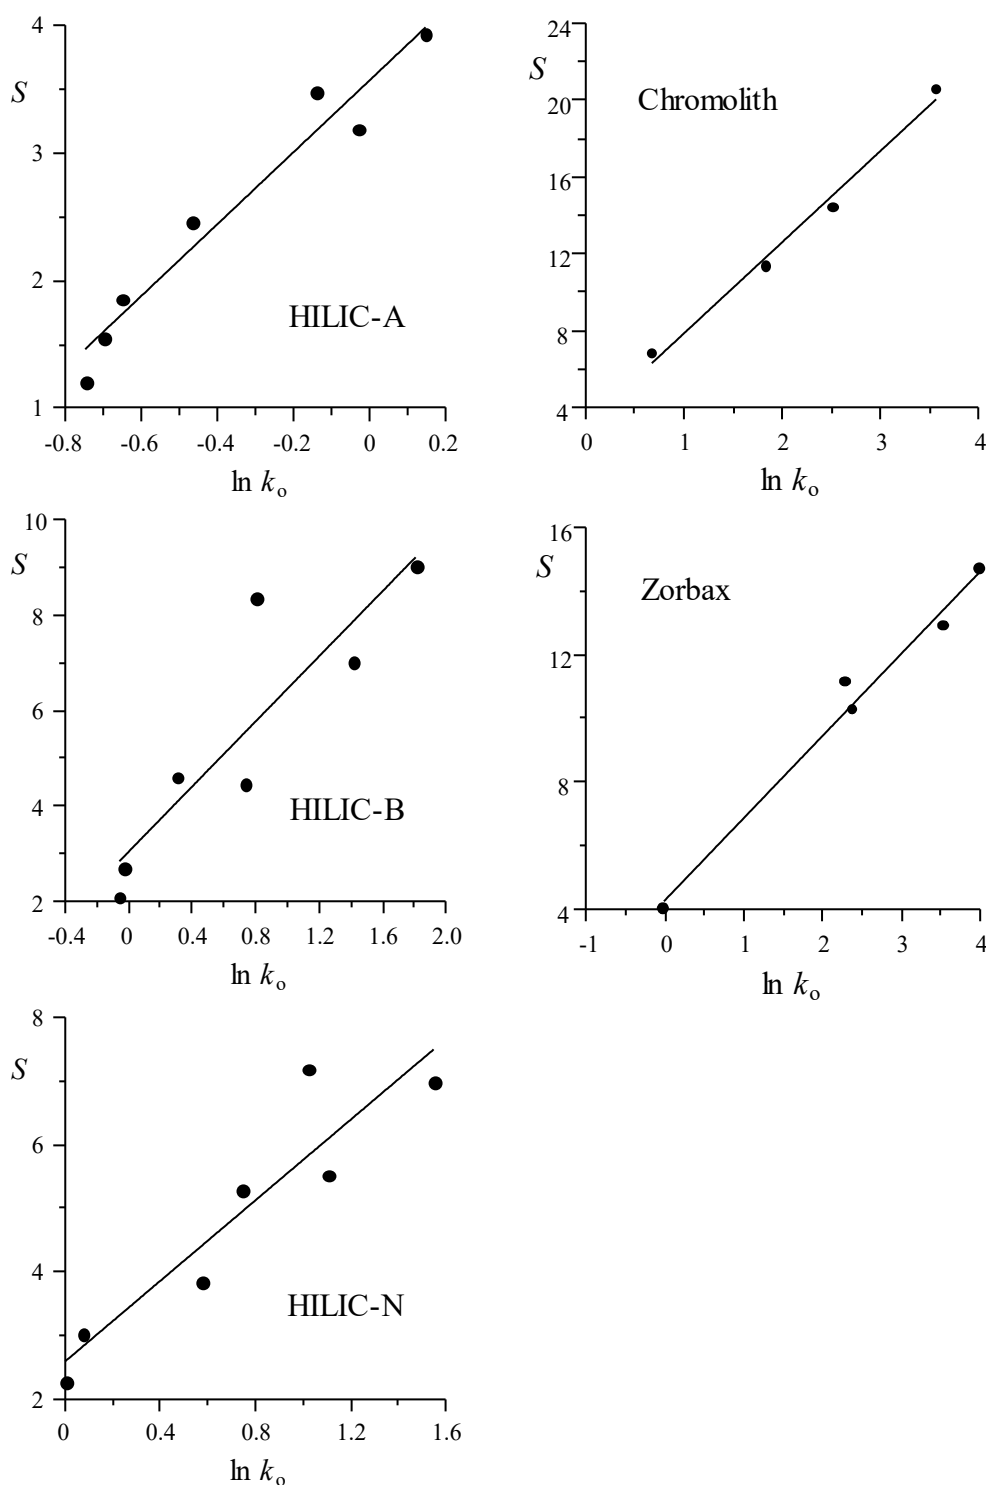 4
S
3
2
1
HILIC-A
-0.8 -0.6 -0.4 -0.2 0 0.2
ln kₒ
24
S
20
16
12
8
4
Chromolith
0 1 2 3 4
ln kₒ
10
S
8
6
4
2
HILIC-B
-0.4 0 0.4 0.8 1.2 1.6 2.0
ln kₒ
16
S
12
8
4
Zorbax
-1 0 1 2 3 4
ln kₒ
8
S
6
4
2
HILIC-N
0 0.4 0.8 1.2 1.6
ln kₒ